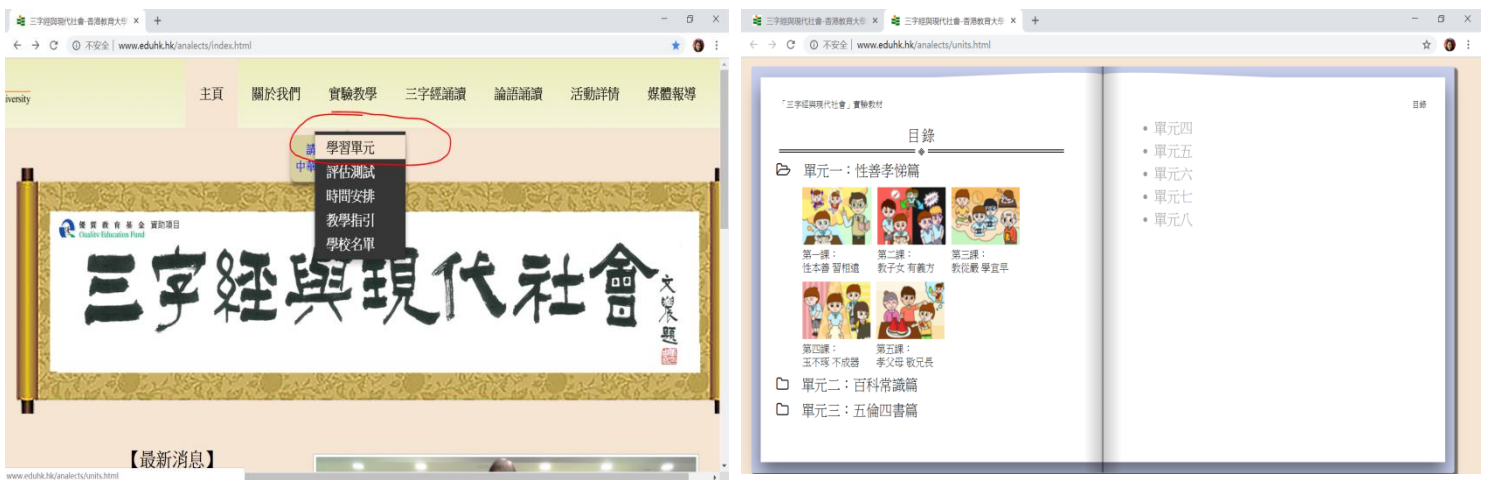 三字經與現代社會-香港教育大學
不安全 | www.eduhk.hk/analects/index.html
iversity
主頁 關於我們 實驗教學 三字經誦讀 論語誦讀 活動詳情 媒體報導
請
中華
學習單元
評估測試
時間安排
教學指引
學校名單
優質教育基金 資助項目
Quality Education Fund
三字經與現代社會
【最新消息】
www.eduhk.hk/analects/units.html
三字經與現代社會-香港教育大學
三字經與現代社會-香港教育大學
不安全 | www.eduhk.hk/analects/units.html
「三字經與現代社會」實驗教材
目錄
單元一：性善孝悌篇
第一課： 第二課： 第三課：
性本善 習相遠 教子女 有義方 教從嚴 學宜早
第四課： 第五課：
玉不琢 不成器 孝父母 敬兄長
單元二：百科常識篇
單元三：五倫四書篇
目錄
• 單元四
• 單元五
• 單元六
• 單元七
• 單元八